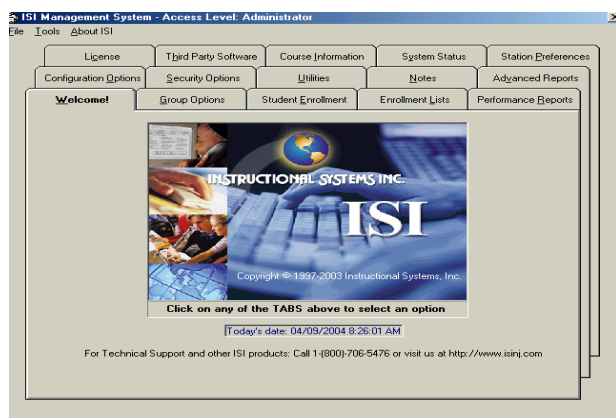 ISI Management System - Access Level: Administrator
File Tools About ISI
License Third Party Software Course Information System Status Station Preferences
Configuration Options Security Options Utilities Notes Advanced Reports
Welcome! Group Options Student Enrollment Enrollment Lists Performance Reports
INSTRUCTIONAL SYSTEMS INC.
ISI
Copyright © 1997-2003 Instructional Systems, Inc.
Click on any of the TABS above to select an option
Today's date: 04/09/2004 8:26:01 AM
For Technical Support and other ISI products: Call 1-(800)-706-5476 or visit us at http://www.isinj.com